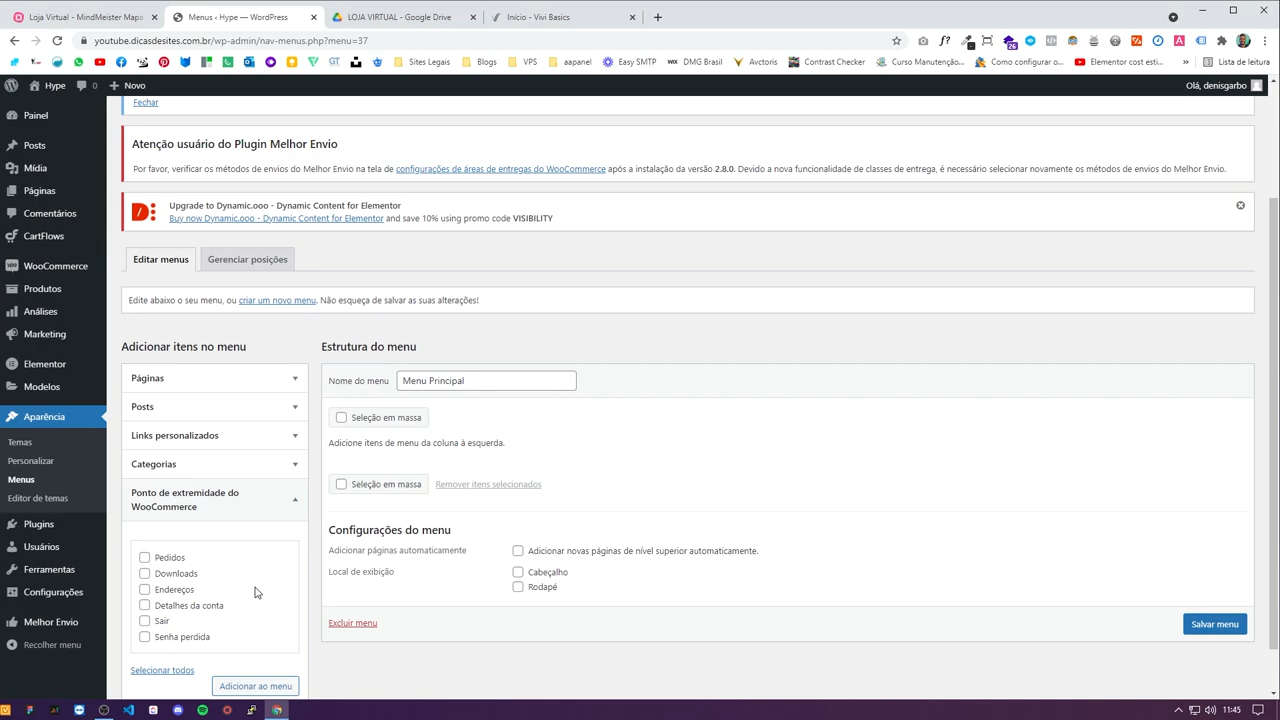 Loja Virtual - MindMeister Mapa
Menus ‹ Hype — WordPress
LOJA VIRTUAL - Google Drive
Início - Vivi Basics
youtube.dicasdesites.com.br/wp-admin/nav-menus.php?menu=37
Sites Legais
Blogs
VPS
aapanel
Easy SMTP
DMG Brasil
Avctoris
Contrast Checker
Curso Manutenção...
Como configurar o...
Elementor cost esti...
Lista de leitura
Hype
0
Novo
Olá, denisgarbo
Painel
Posts
Mídia
Páginas
Comentários
CartFlows
WooCommerce
Produtos
Análises
Marketing
Elementor
Modelos
Aparência
Temas
Personalizar
Menus
Editor de temas
Plugins
Usuários
Ferramentas
Configurações
Melhor Envio
Recolher menu
Fechar
Atenção usuário do Plugin Melhor Envio
Por favor, verificar os métodos de envios do Melhor Envio na tela de configurações de áreas de entregas do WooCommerce após a instalação da versão 2.8.0. Devido a nova funcionalidade de classes de entrega, é necessário selecionar novamente os métodos de envios do Melhor Envio.
Upgrade to Dynamic.ooo - Dynamic Content for Elementor
Buy now Dynamic.ooo - Dynamic Content for Elementor and save 10% using promo code VISIBILITY
Editar menus
Gerenciar posições
Edite abaixo o seu menu, ou criar um novo menu. Não esqueça de salvar as suas alterações!
Adicionar itens no menu
Páginas
Posts
Links personalizados
Categorias
Ponto de extremidade do
WooCommerce
Pedidos
Downloads
Endereços
Detalhes da conta
Sair
Senha perdida
Selecionar todos
Adicionar ao menu
Estrutura do menu
Nome do menu
Menu Principal
Seleção em massa
Adicione itens de menu da coluna à esquerda.
Seleção em massa
Remover itens selecionados
Configurações do menu
Adicionar páginas automaticamente
Adicionar novas páginas de nível superior automaticamente.
Local de exibição
Cabeçalho
Rodapé
Excluir menu
Salvar menu
11:45